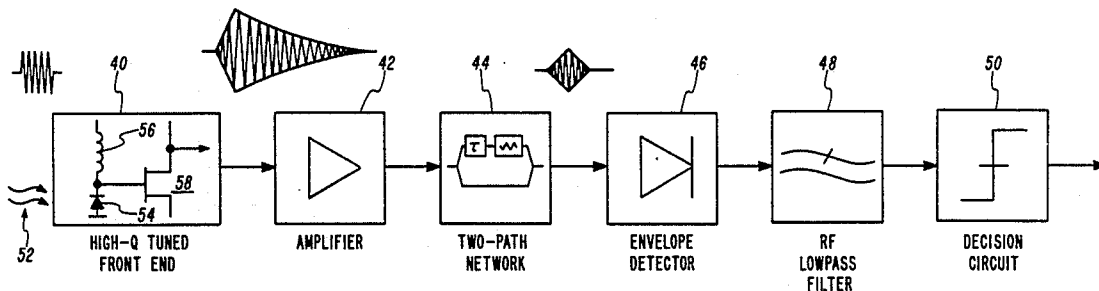 40
42
44
46
48
50
56
58
54
τ
52
HIGH-Q TUNED
FRONT END
AMPLIFIER
TWO-PATH
NETWORK
ENVELOPE
DETECTOR
RF
LOWPASS
FILTER
DECISION
CIRCUIT